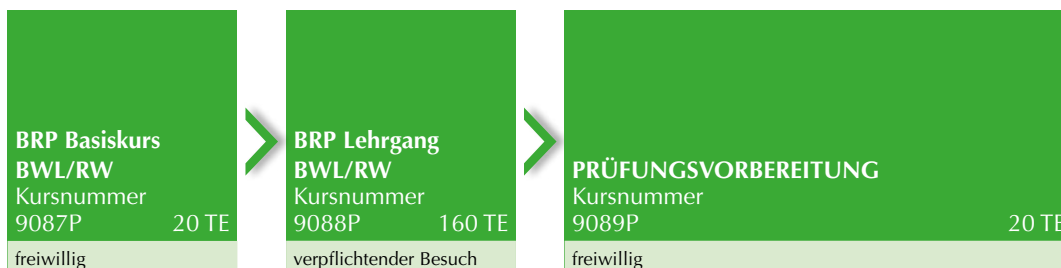 BRP Basiskurs
BWL/RW
Kursnummer
9087P 20 TE
freiwillig
BRP Lehrgang
BWL/RW
Kursnummer
9088P 160 TE
verpflichtender Besuch
PRÜFUNGSVORBEREITUNG
Kursnummer
9089P 20 TE
freiwillig